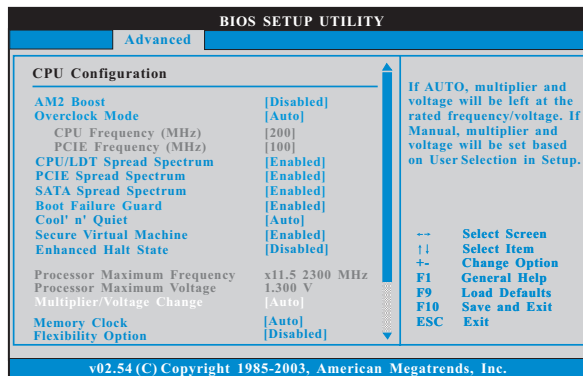 BIOS SETUP UTILITY
Advanced
CPU Configuration
AM2 Boost [Disabled]
Overclock Mode [Auto]
CPU Frequency (MHz) [200]
PCIE Frequency (MHz) [100]
CPU/LDT Spread Spectrum [Enabled]
PCIE Spread Spectrum [Enabled]
SATA Spread Spectrum [Enabled]
Boot Failure Guard [Enabled]
Cool' n' Quiet [Auto]
Secure Virtual Machine [Enabled]
Enhanced Halt State [Disabled]
Processor Maximum Frequency x11.5 2300 MHz
Processor Maximum Voltage 1.300 V
Multiplier/Voltage Change [Auto]
Memory Clock [Auto]
Flexibility Option [Disabled]
If AUTO, multiplier and
voltage will be left at the
rated frequency/voltage. If
Manual, multiplier and
voltage will be set based
on User Selection in Setup.
←→ Select Screen
↑↓ Select Item
+- Change Option
F1 General Help
F9 Load Defaults
F10 Save and Exit
ESC Exit
v02.54 (C) Copyright 1985-2003, American Megatrends, Inc.